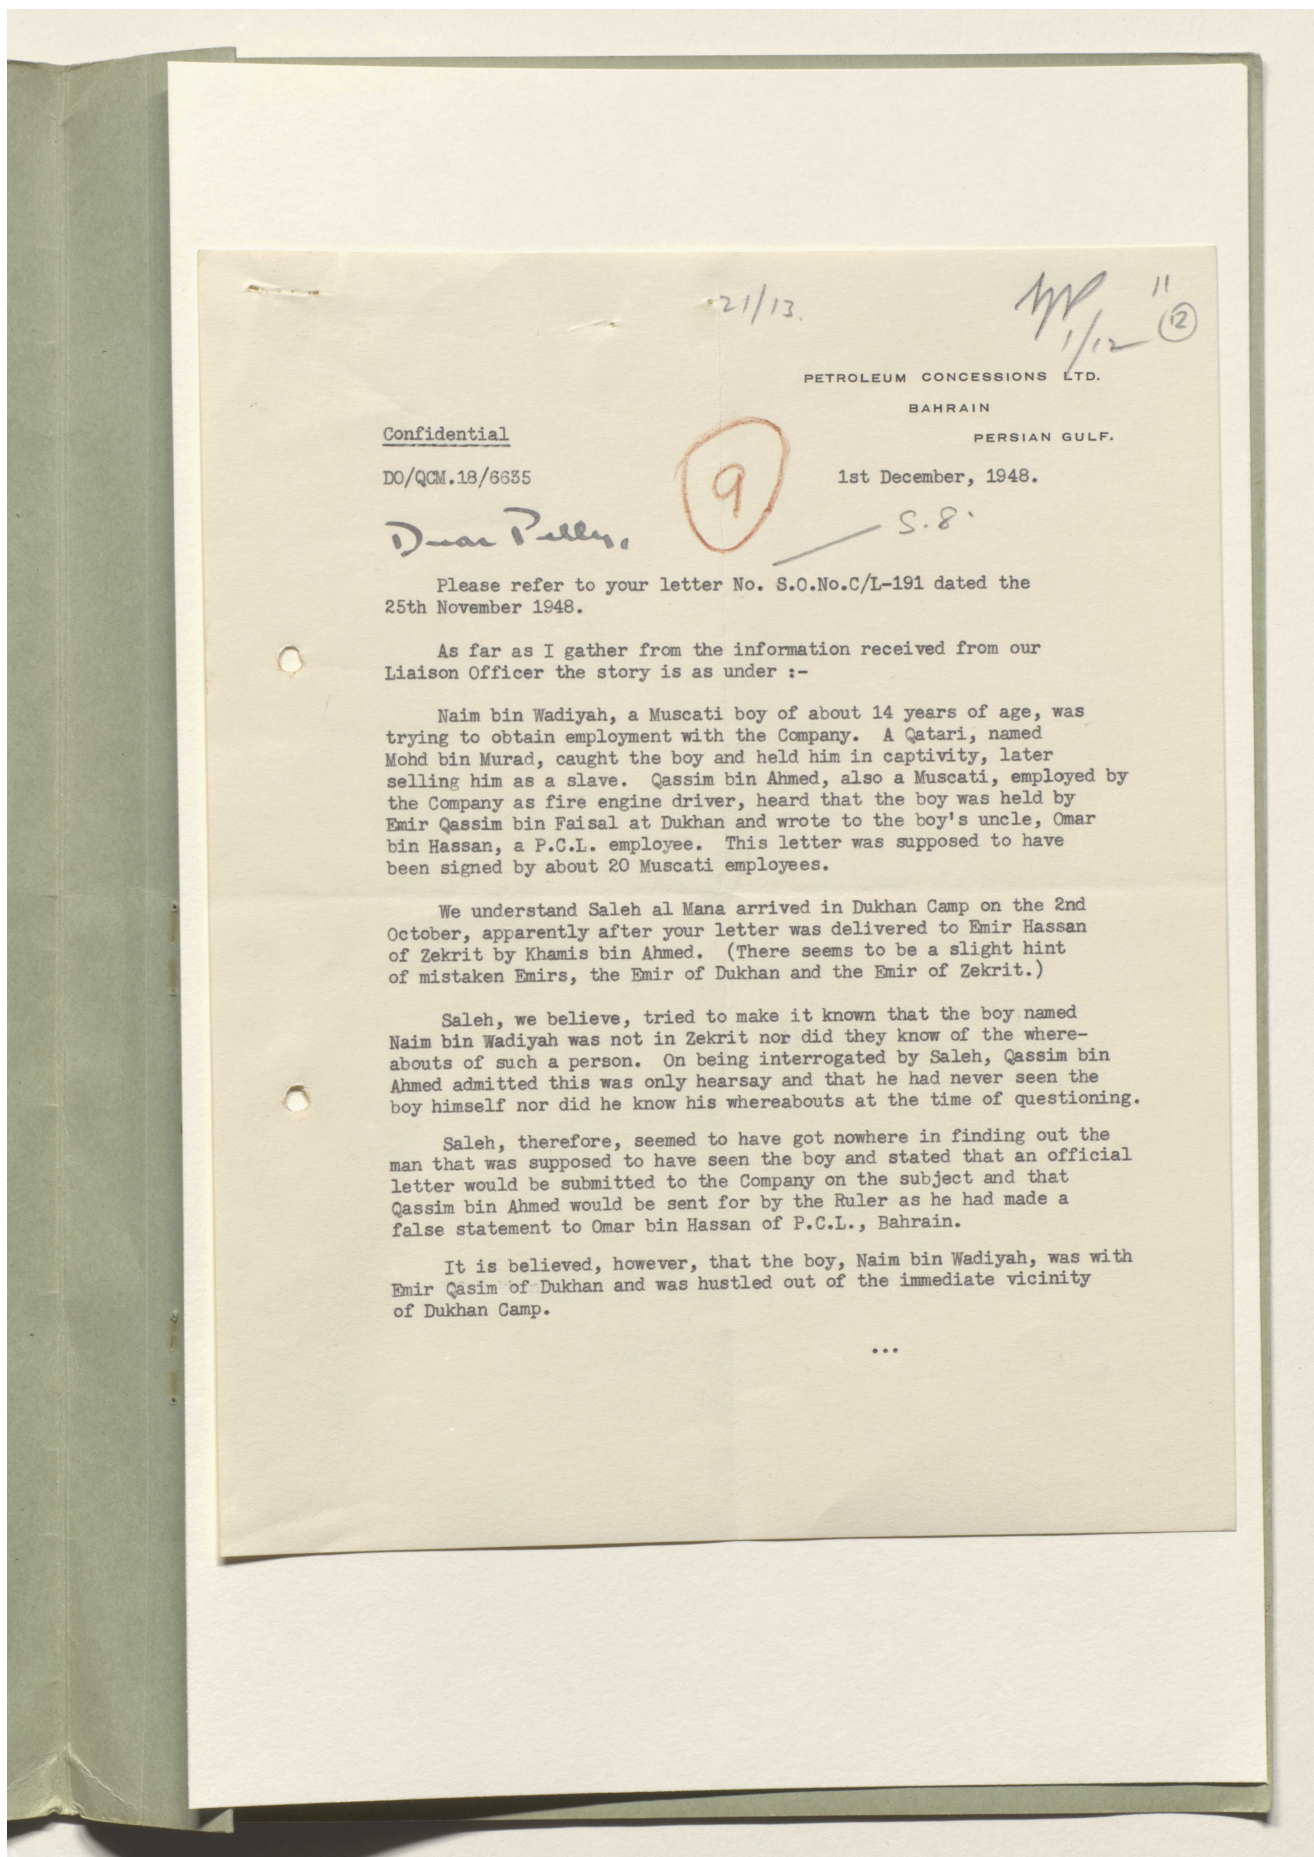 21/13.
1/12
11
12
PETROLEUM CONCESSIONS LTD.
BAHRAIN
PERSIAN GULF.
Confidential
DO/QCM.18/6635
9
1st December, 1948.
Dear Pelly,
S.8.
Please refer to your letter No. S.O.No.C/L-191 dated the
25th November 1948.
As far as I gather from the information received from our
Liaison Officer the story is as under :-
Naim bin Wadiyah, a Muscati boy of about 14 years of age, was
trying to obtain employment with the Company. A Qatari, named
Mohd bin Murad, caught the boy and held him in captivity, later
selling him as a slave. Qassim bin Ahmed, also a Muscati, employed by
the Company as fire engine driver, heard that the boy was held by
Emir Qassim bin Faisal at Dukhan and wrote to the boy's uncle, Omar
bin Hassan, a P.C.L. employee. This letter was supposed to have
been signed by about 20 Muscati employees.
We understand Saleh al Mana arrived in Dukhan Camp on the 2nd
October, apparently after your letter was delivered to Emir Hassan
of Zekrit by Khamis bin Ahmed. (There seems to be a slight hint
of mistaken Emirs, the Emir of Dukhan and the Emir of Zekrit.)
Saleh, we believe, tried to make it known that the boy named
Naim bin Wadiyah was not in Zekrit nor did they know of the where-
abouts of such a person. On being interrogated by Saleh, Qassim bin
Ahmed admitted this was only hearsay and that he had never seen the
boy himself nor did he know his whereabouts at the time of questioning.
Saleh, therefore, seemed to have got nowhere in finding out the
man that was supposed to have seen the boy and stated that an official
letter would be submitted to the Company on the subject and that
Qassim bin Ahmed would be sent for by the Ruler as he had made a
false statement to Omar bin Hassan of P.C.L., Bahrain.
It is believed, however, that the boy, Naim bin Wadiyah, was with
Emir Qasim of Dukhan and was hustled out of the immediate vicinity
of Dukhan Camp.
...